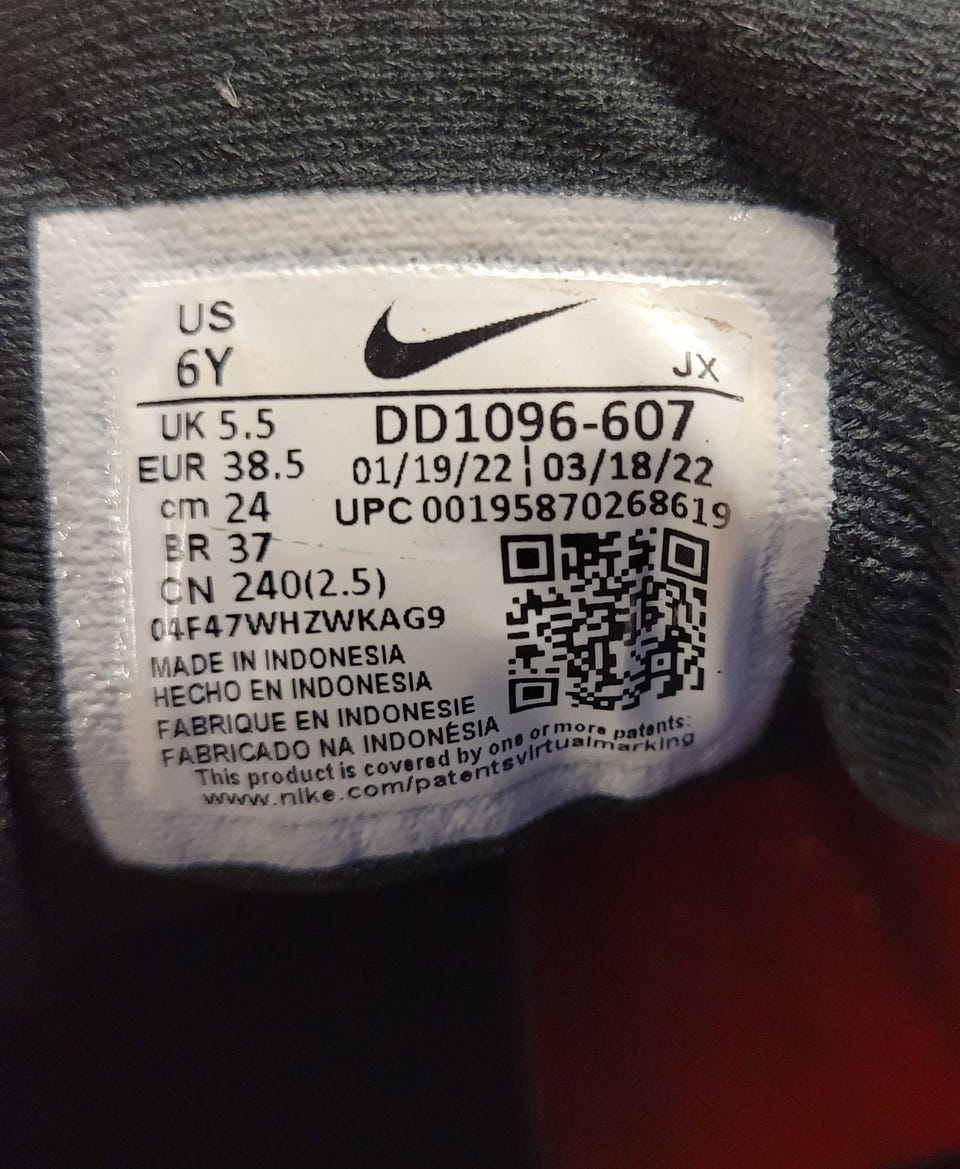 US
6Y
JX
UK 5.5
DD1096-607
EUR 38.5
01/19/22 ¦ 03/18/22
cm 24
UPC 00195870268619
BR 37
CN 240(2.5)
04F47WHZWKAG9
MADE IN INDONESIA
HECHO EN INDONESIA
FABRIQUE EN INDONESIE
FABRICADO NA INDONÉSIA
This product is covered by one or more patents:
www.nike.com/patentsvirtualmarking